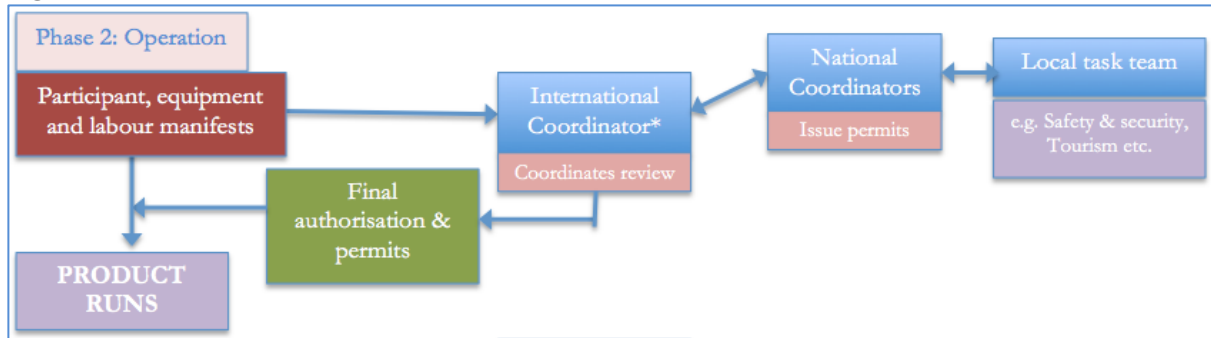 Phase 2: Operation
Participant, equipment
and labour manifests
International
Coordinator*
Coordinates review
National
Coordinators
Issue permits
Local task team
e.g. Safety & security,
Tourism etc.
Final
authorisation &
permits
PRODUCT
RUNS